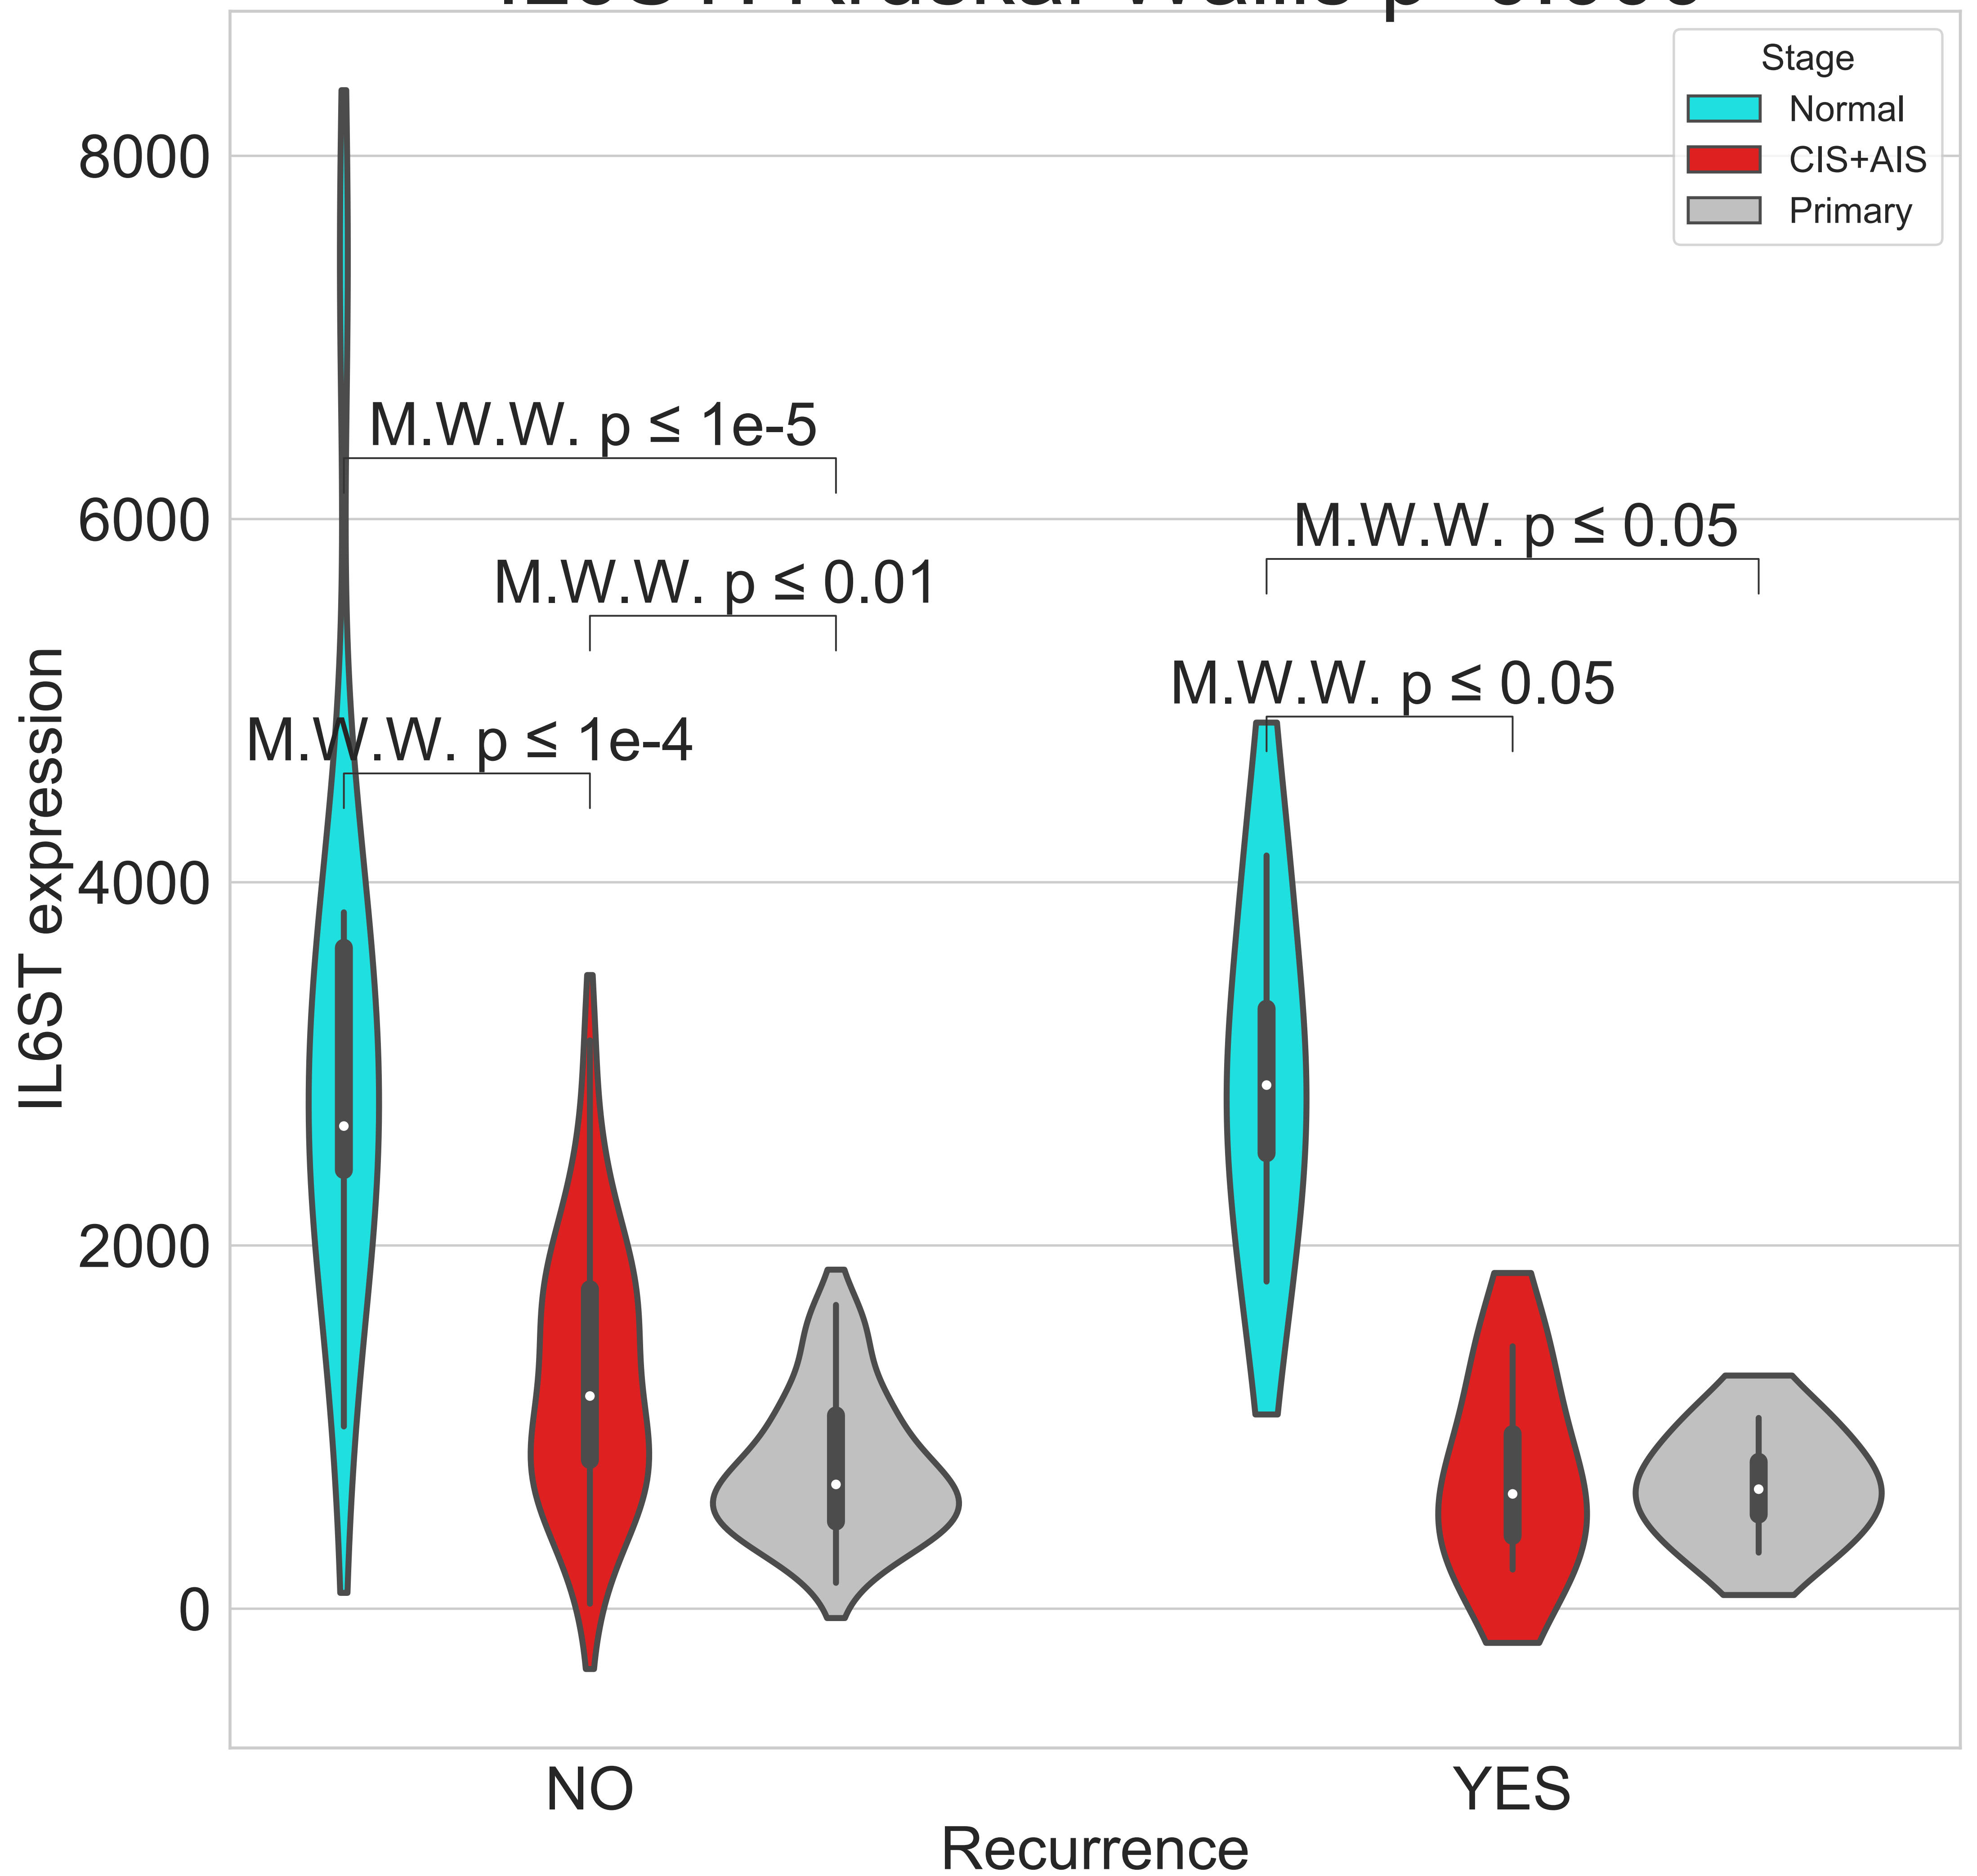 Stage
Normal
CIS+AIS
Primary
8000
6000
4000
2000
0
IL6ST expression
M.W.W. p ≤ 1e-5
M.W.W. p ≤ 0.01
M.W.W. p ≤ 1e-4
M.W.W. p ≤ 0.05
M.W.W. p ≤ 0.05
NO
YES
Recurrence